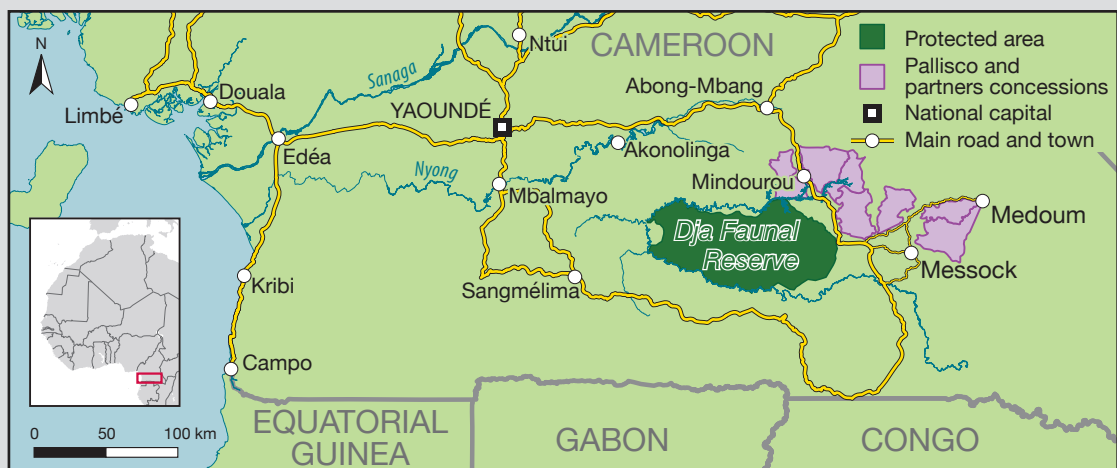 N
Ntui
CAMEROON
Protected area
Pallisco and
partners concessions
National capital
Main road and town
Sanaga
Douala
Limbé
YAOUNDÉ
Abong-Mbang
Edéa
Akonolinga
Nyong
Mbalmayo
Mindourou
Medoum
Dja Faunal
Reserve
Messock
Kribi
Sangmélima
Campo
EQUATORIAL
GUINEA
GABON
CONGO
0 50 100 km